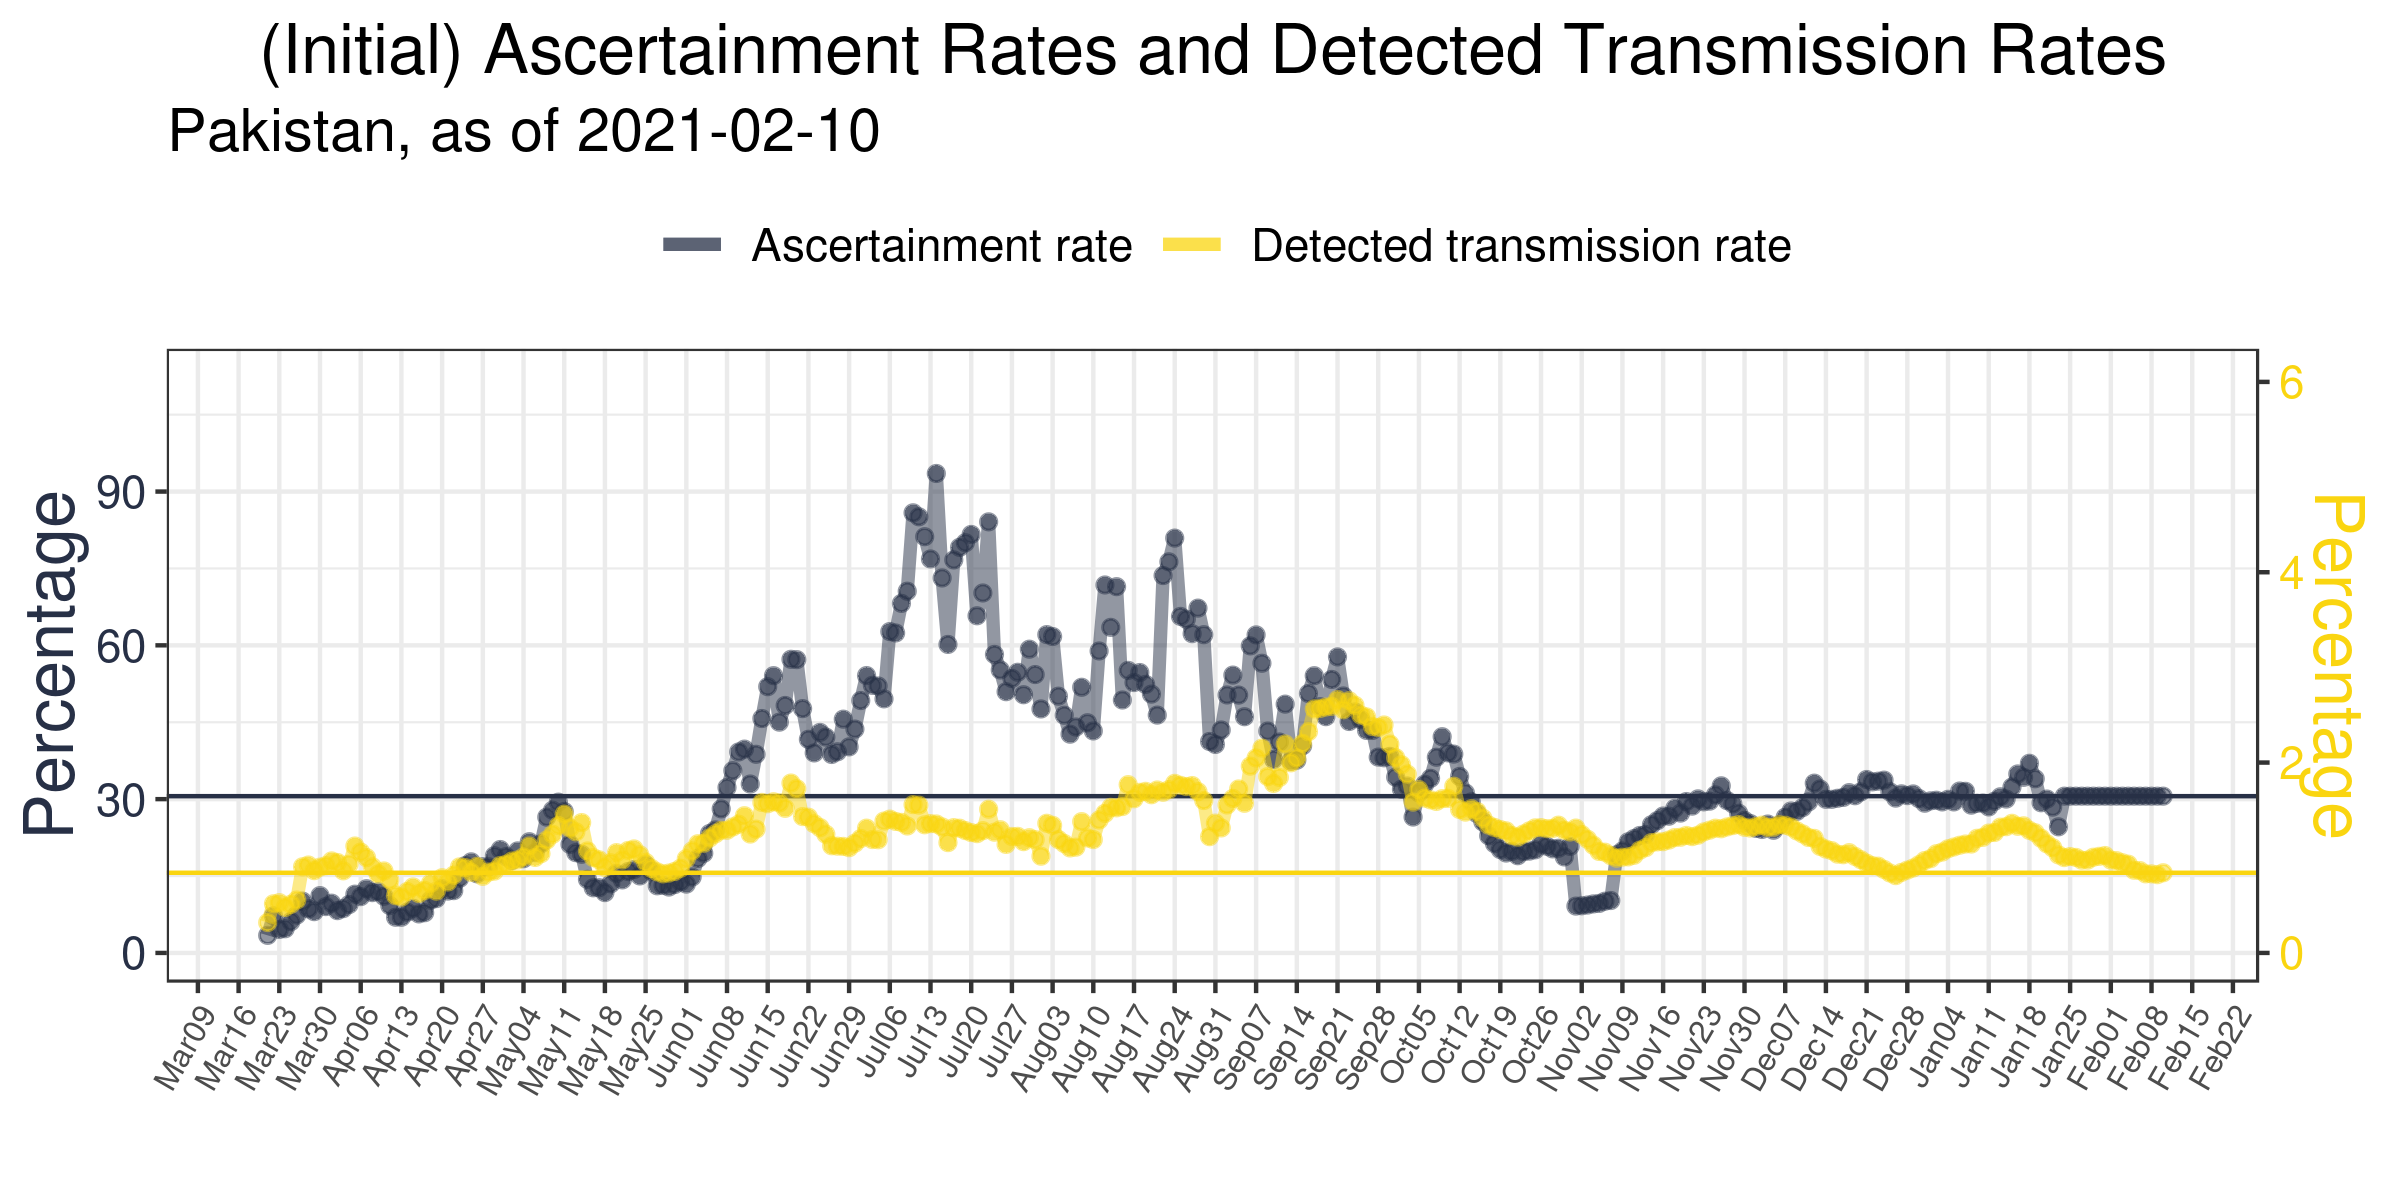 (Initial) Ascertainment Rates and Detected Transmission Rates
Pakistan, as of 2021-02-10
Ascertainment rate
Detected transmission rate
Percentage
90
60
30
0
6
4
2
0
Percentage
Mar09
Mar16
Mar23
Mar30
Apr06
Apr13
Apr20
Apr27
May04
May11
May18
May25
Jun01
Jun08
Jun15
Jun22
Jun29
Jul06
Jul13
Jul20
Jul27
Aug03
Aug10
Aug17
Aug24
Aug31
Sep07
Sep14
Sep21
Sep28
Oct05
Oct12
Oct19
Oct26
Nov02
Nov09
Nov16
Nov23
Nov30
Dec07
Dec14
Dec21
Dec28
Jan04
Jan11
Jan18
Jan25
Feb01
Feb08
Feb15
Feb22